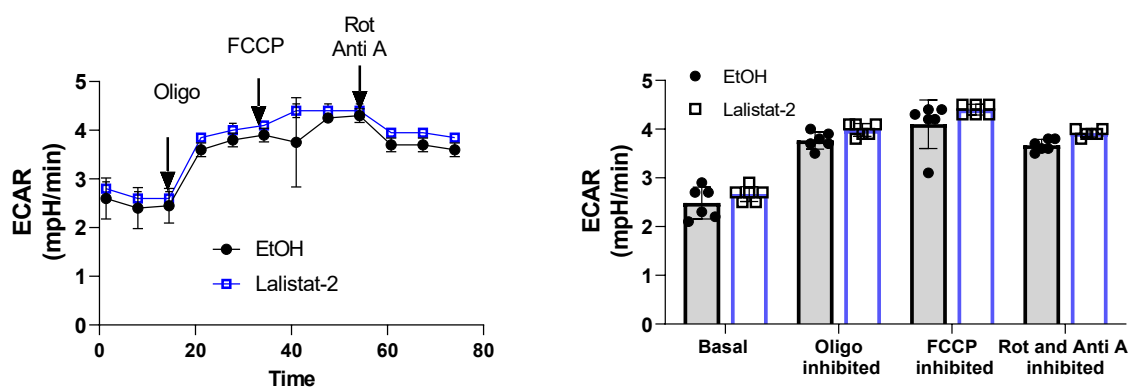 Rot
Anti A
FCCP
Oligo
ECAR
(mpH/min)
5
4
3
2
1
0
EtOH
Lalistat-2
0
20
40
60
80
Time
EtOH
Lalistat-2
ECAR
(mpH/min)
5
4
3
2
1
0
Basal
Oligo
inhibited
FCCP
inhibited
Rot and Anti A
inhibited